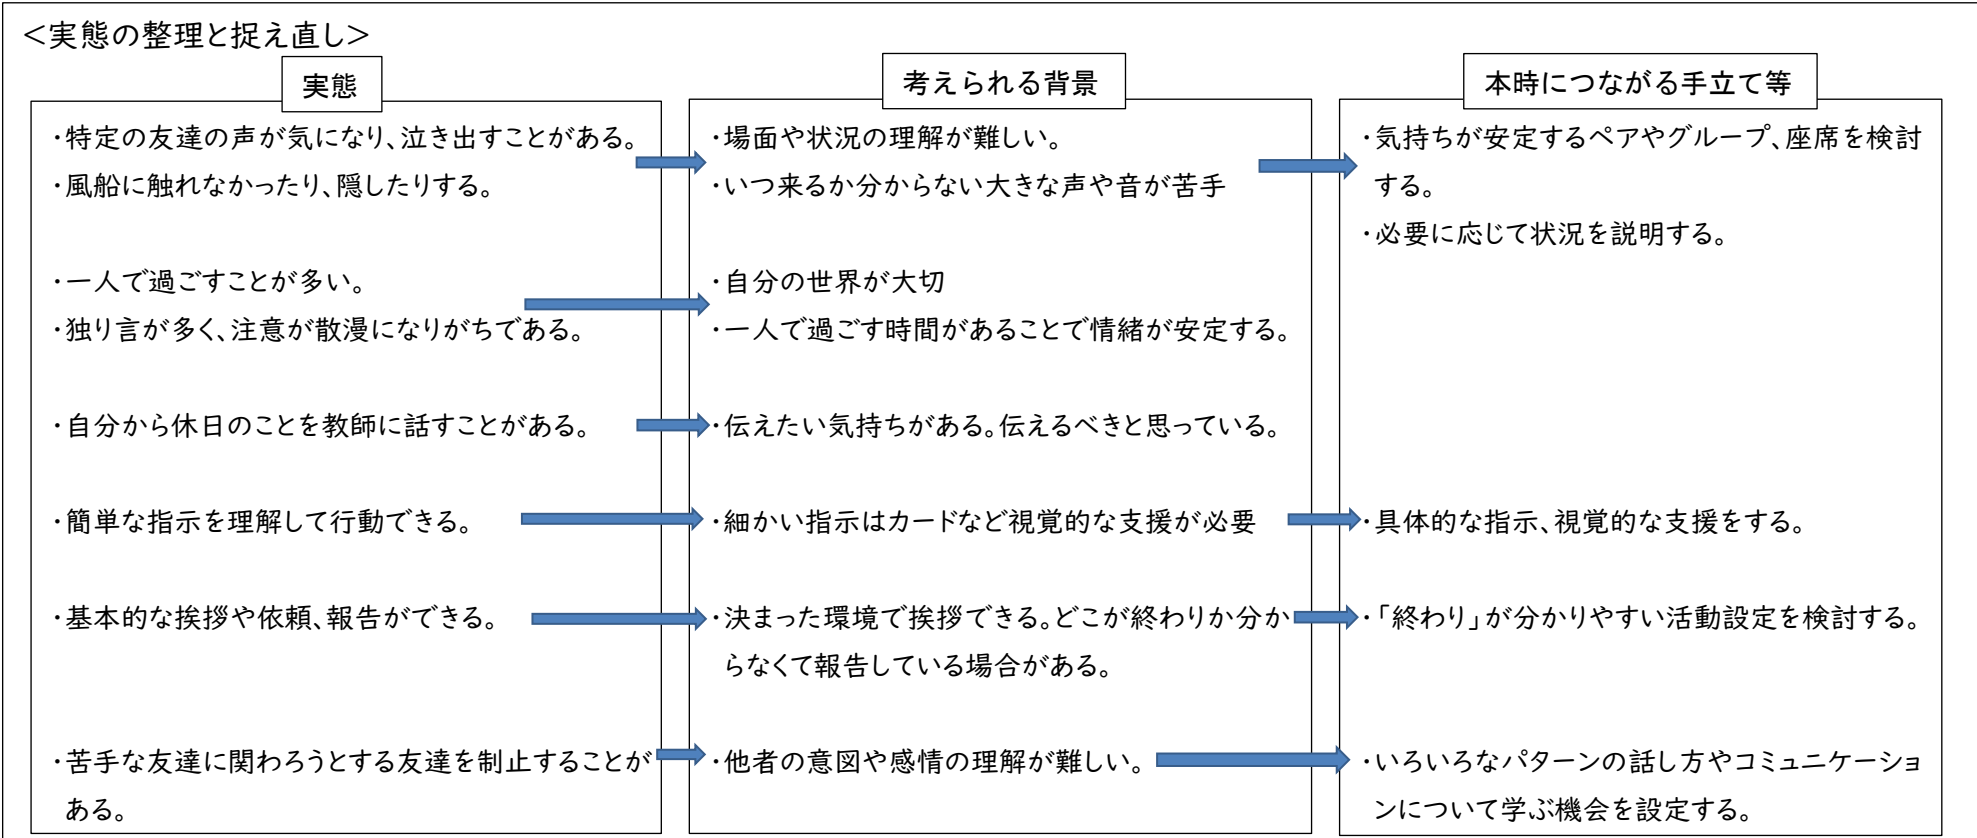 ＜実態の整理と捉え直し＞
実態
・特定の友達の声が気になり、泣き出すことがある。
・風船に触れなかったり、隠したりする。
・一人で過ごすことが多い。
・独り言が多く、注意が散漫になりがちである。
・自分から休日のことを教師に話すことがある。
・簡単な指示を理解して行動できる。
・基本的な挨拶や依頼、報告ができる。
・苦手な友達に関わろうとする友達を制止することが
ある。
考えられる背景
・場面や状況の理解が難しい。
・いつ来るか分からない大きな声や音が苦手
・自分の世界が大切
・一人で過ごす時間があることで情緒が安定する。
・伝えたい気持ちがある。伝えるべきと思っている。
・細かい指示はカードなど視覚的な支援が必要
・決まった環境で挨拶できる。どこが終わりか分か
らなくて報告している場合がある。
・他者の意図や感情の理解が難しい。
本時につながる手立て等
・気持ちが安定するペアやグループ、座席を検討
する。
・必要に応じて状況を説明する。
・具体的な指示、視覚的な支援をする。
・「終わり」が分かりやすい活動設定を検討する。
・いろいろなパターンの話し方やコミュニケーショ
ンについて学ぶ機会を設定する。